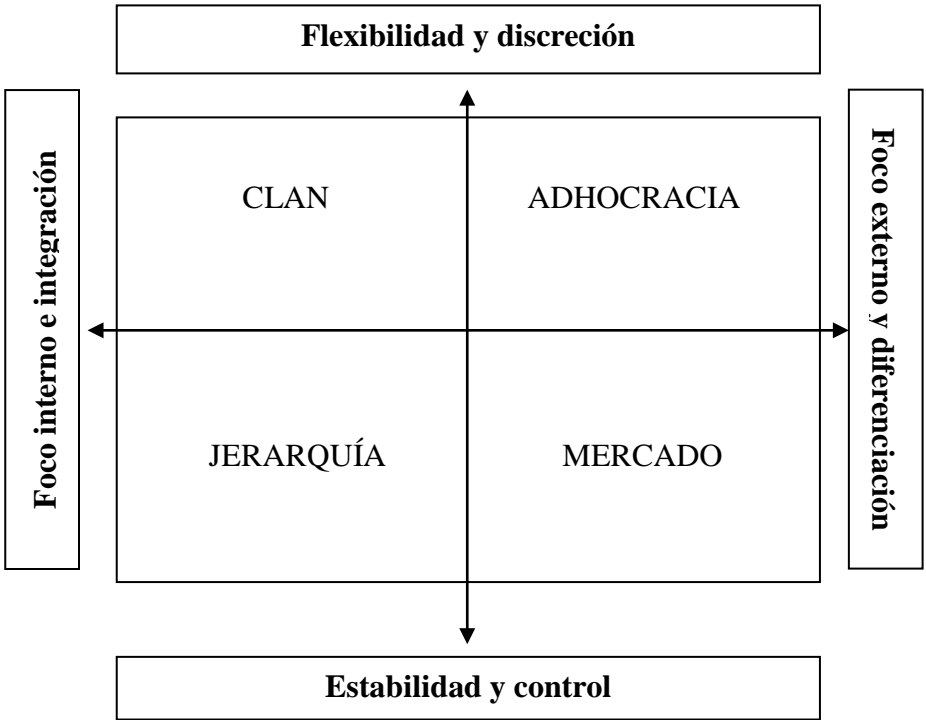 Flexibilidad y discreción
Foco interno e integración
CLAN
ADHOCRACIA
Foco externo y diferenciación
JERARQUÍA
MERCADO
Estabilidad y control